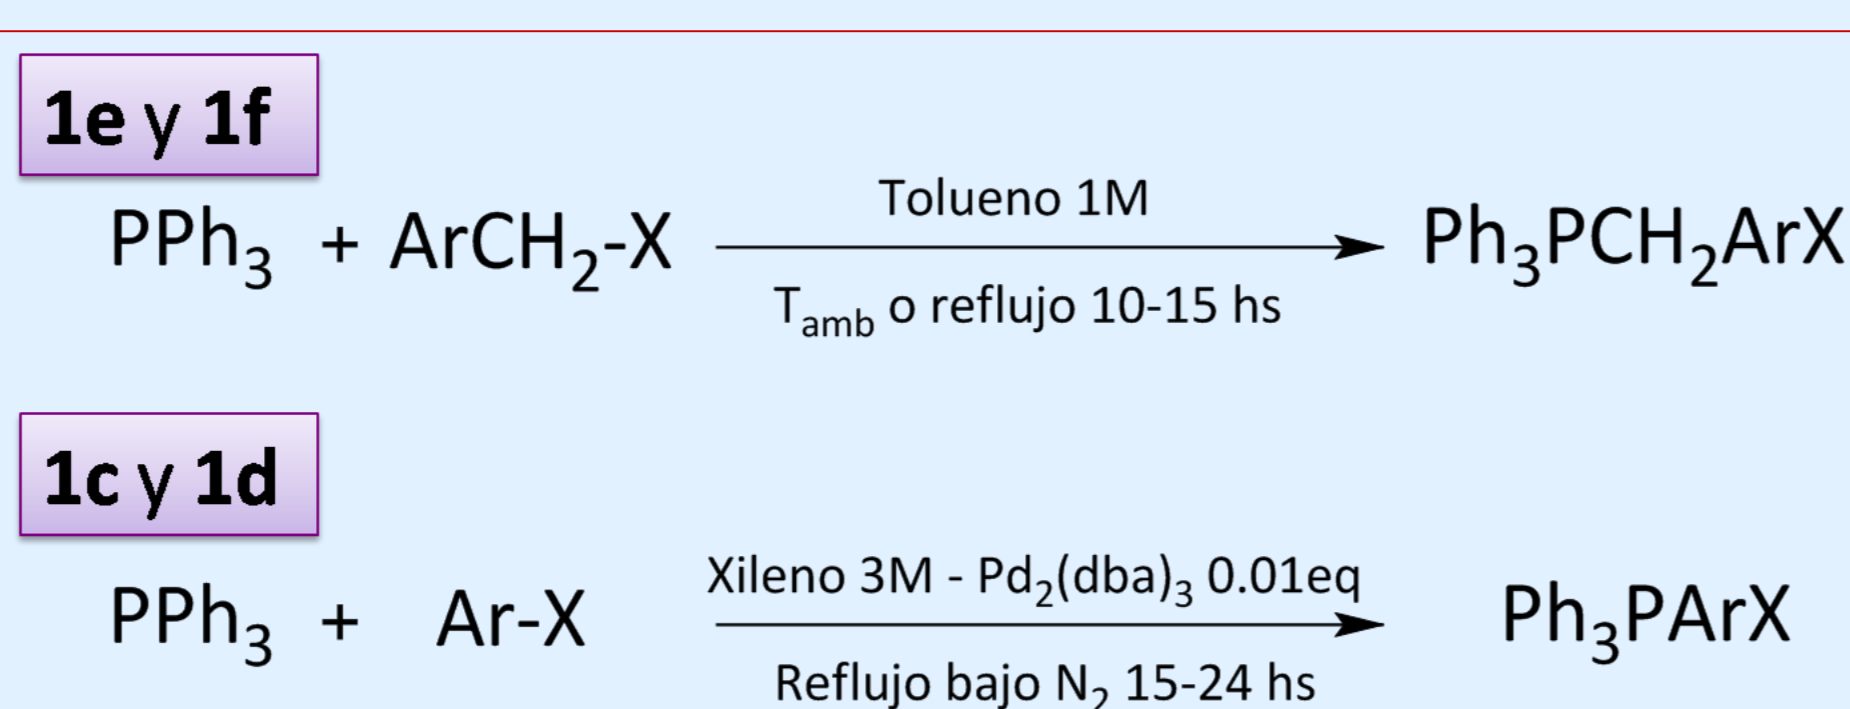 1e y 1f
PPh₃ + ArCH₂-X
Tolueno 1M
T_amb o reflujo 10-15 hs
Ph₃PCH₂ArX
1c y 1d
PPh₃ + Ar-X
Xileno 3M - Pd₂(dba)₃ 0.01eq
Reflujo bajo N₂ 15-24 hs
Ph₃PArX